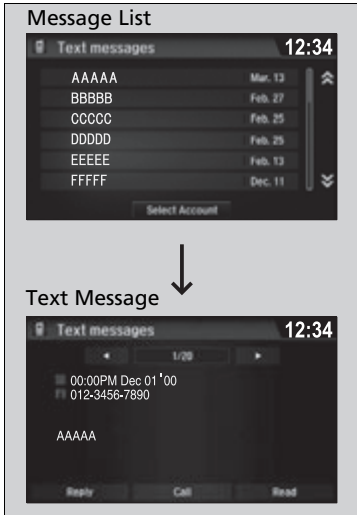 Message List
Text messages 12:34
AAAAA Mar. 13
BBBBB Feb. 27
CCCCC Feb. 25
DDDDD Feb. 25
EEEEE Feb. 13
FFFFF Dec. 11
Select Account
Text Message
Text messages 12:34
1/20
00:00PM Dec 01'00
012-3456-7890
AAAAA
Reply Call Read